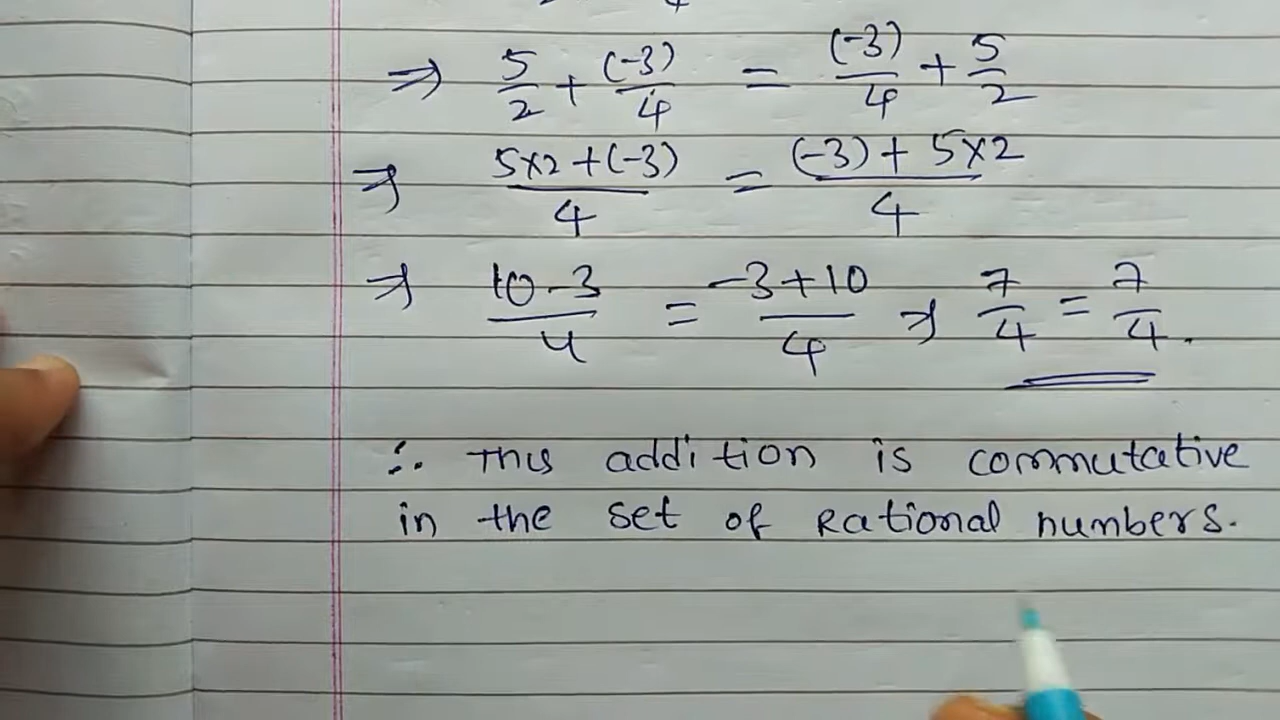 ⇒ 5/2 + (-3)/4 = (-3)/4 + 5/2
⇒ 5×2+(-3)/4 = (-3)+5×2/4
⇒ 10-3/4 = -3+10/4 ⇒ 7/4 = 7/4.
∴ This addition is commutative
in the set of Rational numbers.